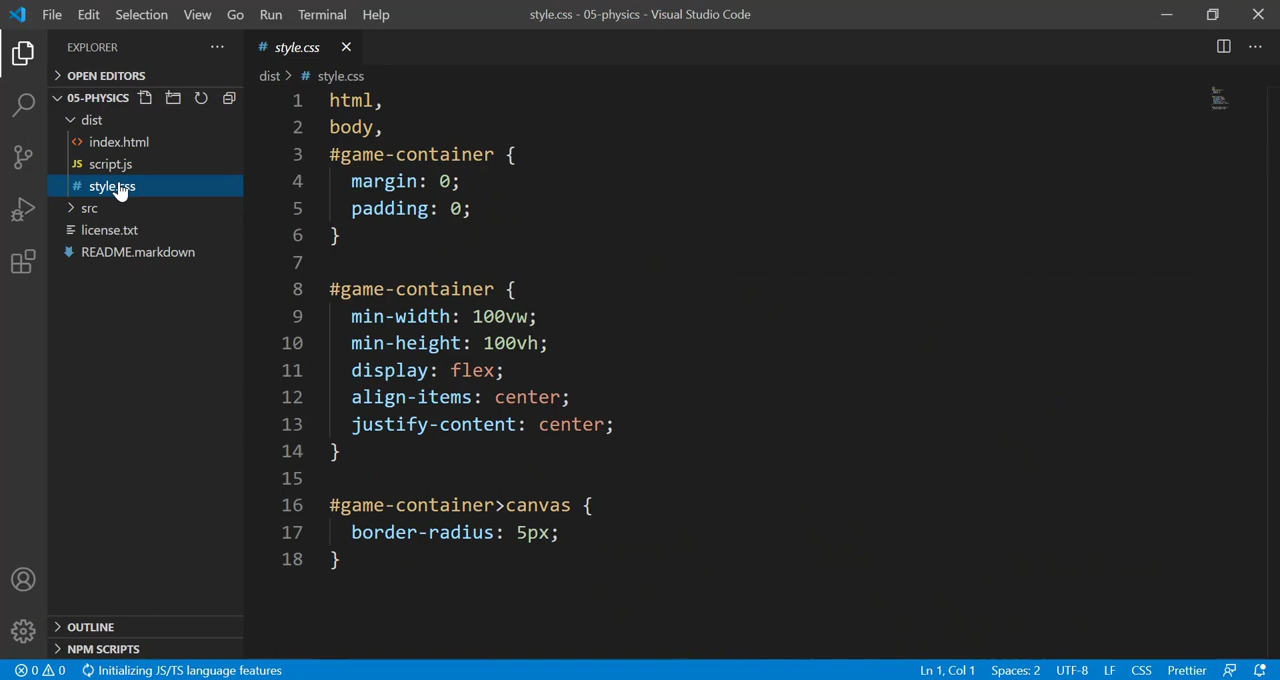 File Edit Selection View Go Run Terminal Help style.css - 05-physics - Visual Studio Code
EXPLORER
OPEN EDITORS
05-PHYSICS
dist
index.html
JS script.js
# style.css
src
license.txt
README.markdown
OUTLINE
NPM SCRIPTS
# style.css
dist > # style.css
1 html,
2 body,
3 #game-container {
4 margin: 0;
5 padding: 0;
6 }
7
8 #game-container {
9 min-width: 100vw;
10 min-height: 100vh;
11 display: flex;
12 align-items: center;
13 justify-content: center;
14 }
15
16 #game-container>canvas {
17 border-radius: 5px;
18 }
0 0 Initializing JS/TS language features Ln 1, Col 1 Spaces: 2 UTF-8 LF CSS Prettier